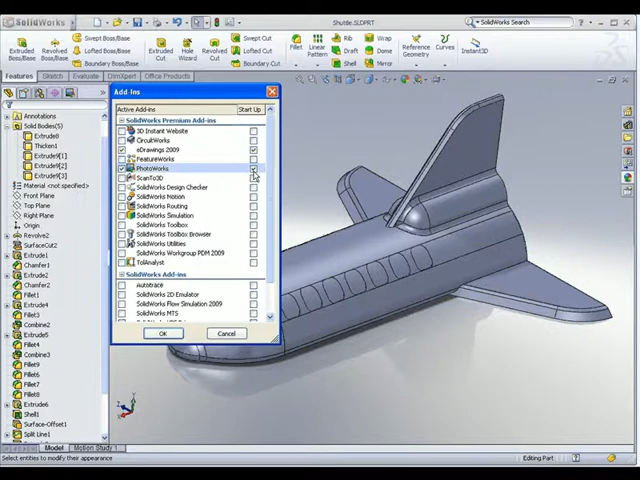 SolidWorks
Shuttle.SLDPRT
SolidWorks Search
Extruded Boss/Base
Revolved Boss/Base
Swept Boss/Base
Lofted Boss/Base
Boundary Boss/Base
Extruded Cut
Hole Wizard
Revolved Cut
Swept Cut
Lofted Cut
Boundary Cut
Fillet
Linear Pattern
Rib
Draft
Shell
Wrap
Dome
Mirror
Reference Geometry
Curves
Instant3D
Features
Sketch
Evaluate
DimXpert
Office Products
Annotations
Solid Bodies(5)
Extrude8
Thicken1
Extrude9[1]
Extrude9[2]
Extrude9[3]
Material <not specified>
Front Plane
Top Plane
Right Plane
Origin
Revolve2
SurfaceCut2
Extrude2
Chamfer1
Extrude2
Chamfer1
Fillet1
Extrude4
Fillet2
Combine2
Extrude5
Fillet4
Combine3
Extrude5
Fillet6
Fillet7
Fillet8
Extrude6
Shell1
Surface-Offset1
Split Line1
Add-Ins
Active Add-ins
Start Up
SolidWorks Premium Add-ins
3D Instant Website
CircuitWorks
eDrawings 2009
FeatureWorks
PhotoWorks
ScanTo3D
SolidWorks Design Checker
SolidWorks Motion
SolidWorks Routing
SolidWorks Simulation
SolidWorks Toolbox
SolidWorks Toolbox Browser
SolidWorks Utilities
SolidWorks Workgroup PDM 2009
TolAnalyst
SolidWorks Add-ins
Autotrace
SolidWorks 2D Emulator
SolidWorks Flow Simulation 2009
SolidWorks MTS
OK
Cancel
Model
Motion Study 1
Select entities to modify their appearance
Editing Part